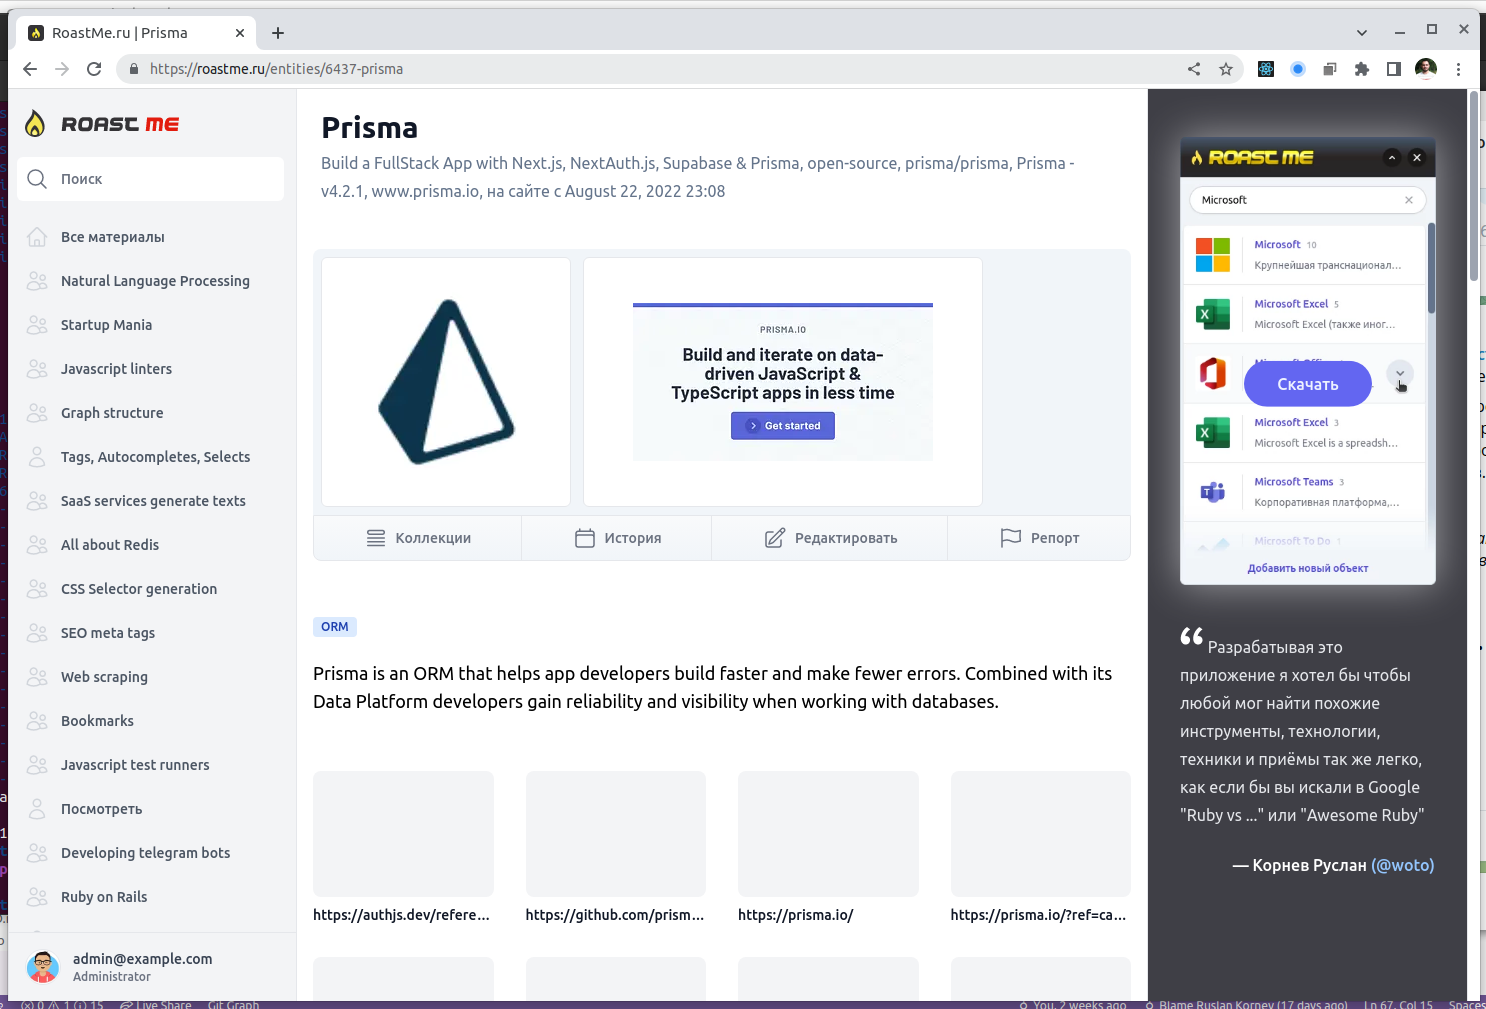 RoastMe.ru | Prisma
https://roastme.ru/entities/6437-prisma
ROAST ME
Поиск
Все материалы
Natural Language Processing
Startup Mania
Javascript linters
Graph structure
Tags, Autocompletes, Selects
SaaS services generate texts
All about Redis
CSS Selector generation
SEO meta tags
Web scraping
Bookmarks
Javascript test runners
Посмотреть
Developing telegram bots
Ruby on Rails
admin@example.com
Administrator
Prisma
Build a FullStack App with Next.js, NextAuth.js, Supabase & Prisma, open-source, prisma/prisma, Prisma -
v4.2.1, www.prisma.io, на сайте с August 22, 2022 23:08
PRISMA.IO
Build and iterate on data-
driven JavaScript &
TypeScript apps in less time
Get started
Коллекции
История
Редактировать
Репорт
ORM
Prisma is an ORM that helps app developers build faster and make fewer errors. Combined with its
Data Platform developers gain reliability and visibility when working with databases.
https://authjs.dev/refere...
https://github.com/prism...
https://prisma.io/
https://prisma.io/?ref=ca...
ROAST ME
Microsoft
Microsoft 10
Крупнейшая транснационал...
Microsoft Excel 5
Microsoft Excel (также иног...
Скачать
Microsoft Excel 3
Microsoft Excel is a spreadsh...
Microsoft Teams 3
Корпоративная платформа,...
Microsoft To Do 1
Добавить новый объект
“ Разрабатывая это
приложение я хотел бы чтобы
любой мог найти похожие
инструменты, технологии,
техники и приёмы так же легко,
как если бы вы искали в Google
"Ruby vs ..." или "Awesome Ruby"
— Корнев Руслан (@woto)
0 1 15 Live Share Git Graph You, 2 weeks ago Blame Ruslan Kornev (17 days ago) Ln 67, Col 15 Spaces